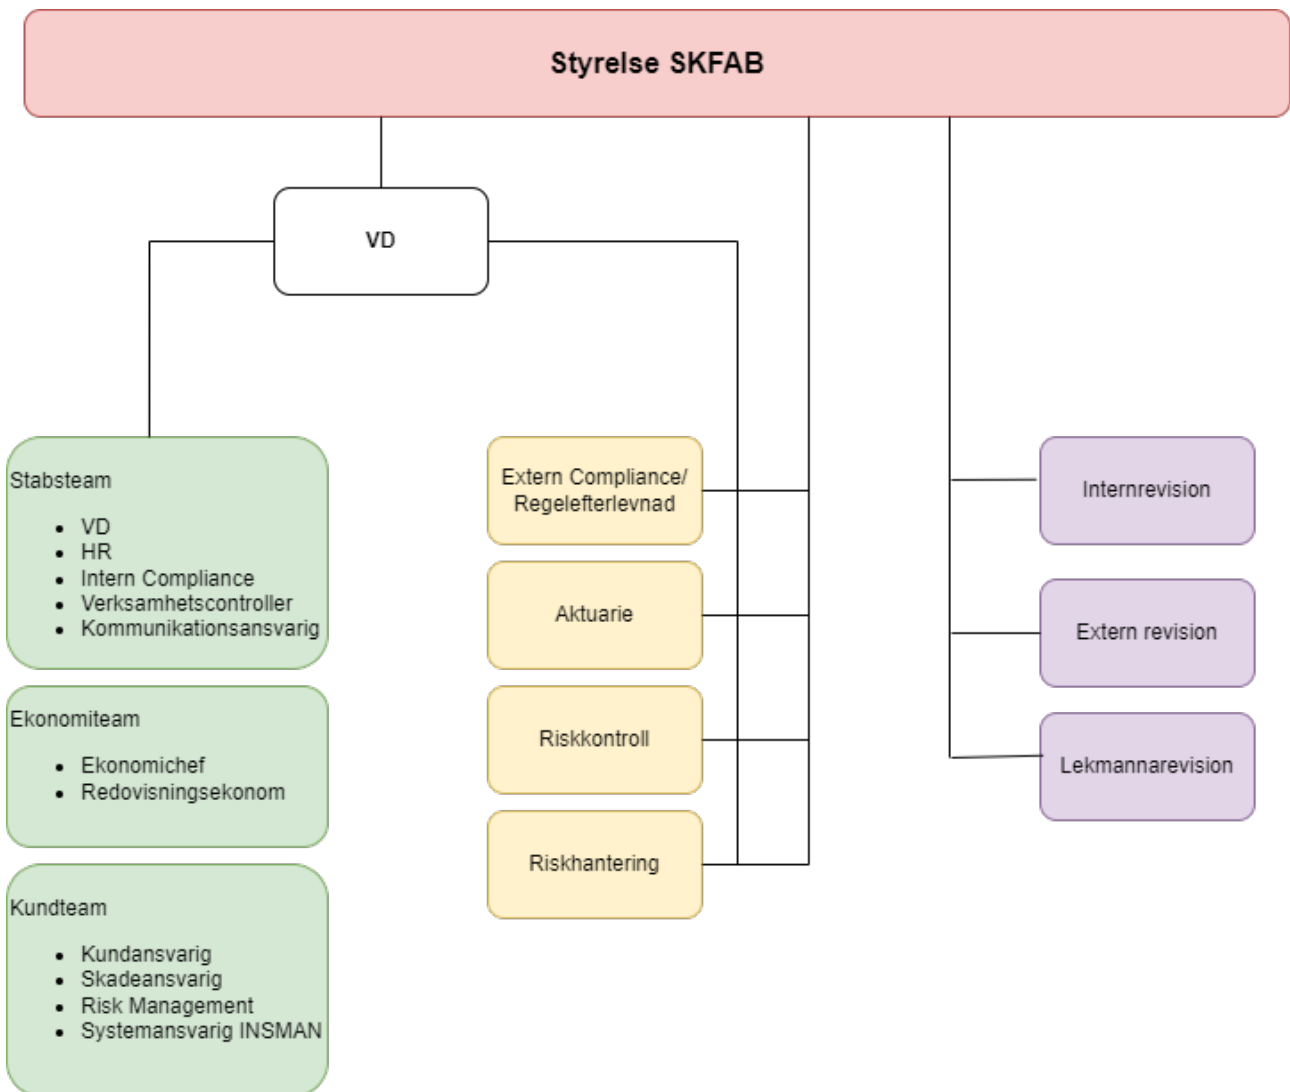 Styrelse SKFAB
VD
Stabsteam
• VD
• HR
• Intern Compliance
• Verksamhetscontroller
• Kommunikationsansvarig
Ekonomiteam
• Ekonomichef
• Redovisningsekonom
Kundteam
• Kundansvarig
• Skadeansvarig
• Risk Management
• Systemansvarig INSMAN
Extern Compliance/
Regelefterlevnad
Aktuarie
Riskkontroll
Riskhantering
Internrevision
Extern revision
Lekmannarevision